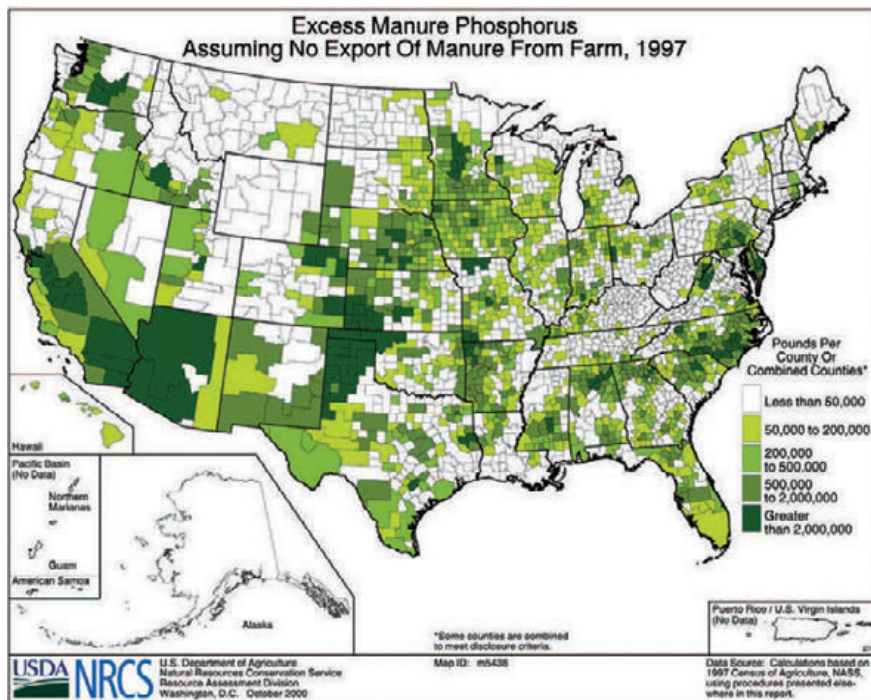 Excess Manure Phosphorus
Assuming No Export Of Manure From Farm, 1997
Pounds Per
County Or
Combined Counties*
Less than 50,000
50,000 to 200,000
200,000
to 500,000
500,000
to 2,000,000
Greater
than 2,000,000
Hawaii
Pacific Basin
(No Data)
Northern
Marianas
Guam
American Samoa
Alaska
*Some counties are combined
to meet disclosure criteria.
Puerto Rico / U.S. Virgin Islands
(No Data)
USDA
NRCS
U.S. Department of Agriculture
Natural Resources Conservation Service
Resource Assessment Division
Washington, D.C. October 2000
Map ID: m5438
Data Source: Calculations based on
1997 Census of Agriculture, NASS,
using procedures presented else-
where in this report.